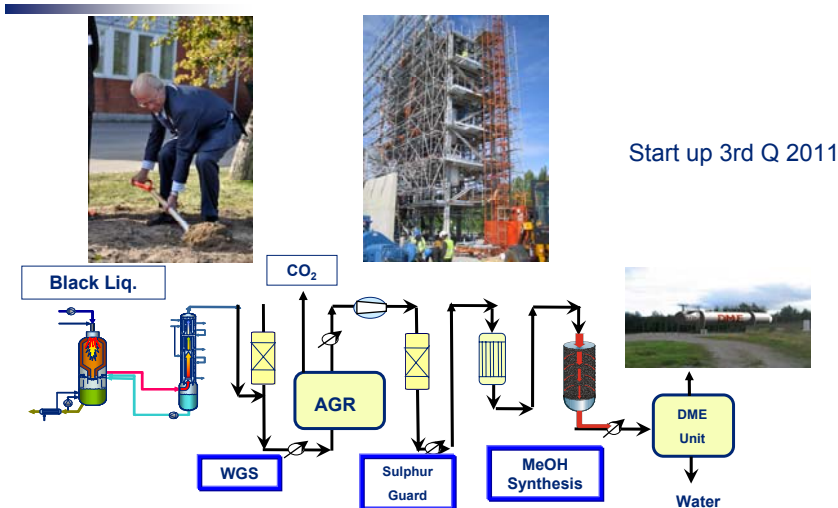 Start up 3rd Q 2011
Black Liq.
CO₂
DME
AGR
DME
Unit
WGS
Sulphur
Guard
MeOH
Synthesis
Water